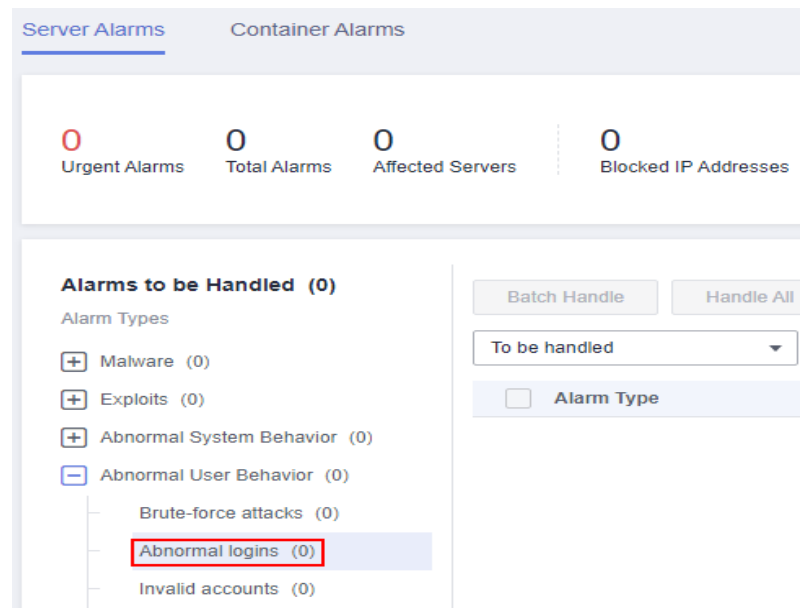 Server Alarms Container Alarms
0 0 0 0
Urgent Alarms Total Alarms Affected Servers Blocked IP Addresses
Alarms to be Handled (0)
Alarm Types
Malware (0)
Exploits (0)
Abnormal System Behavior (0)
Abnormal User Behavior (0)
Brute-force attacks (0)
Abnormal logins (0)
Invalid accounts (0)
Batch Handle Handle All
To be handled
Alarm Type